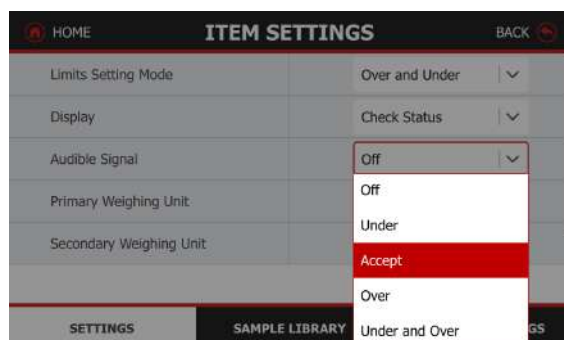 HOME ITEM SETTINGS BACK
Limits Setting Mode Over and Under
Display Check Status
Audible Signal Off
Off
Primary Weighing Unit
Under
Secondary Weighing Unit
Accept
Over
SETTINGS SAMPLE LIBRARY Under and Over GS